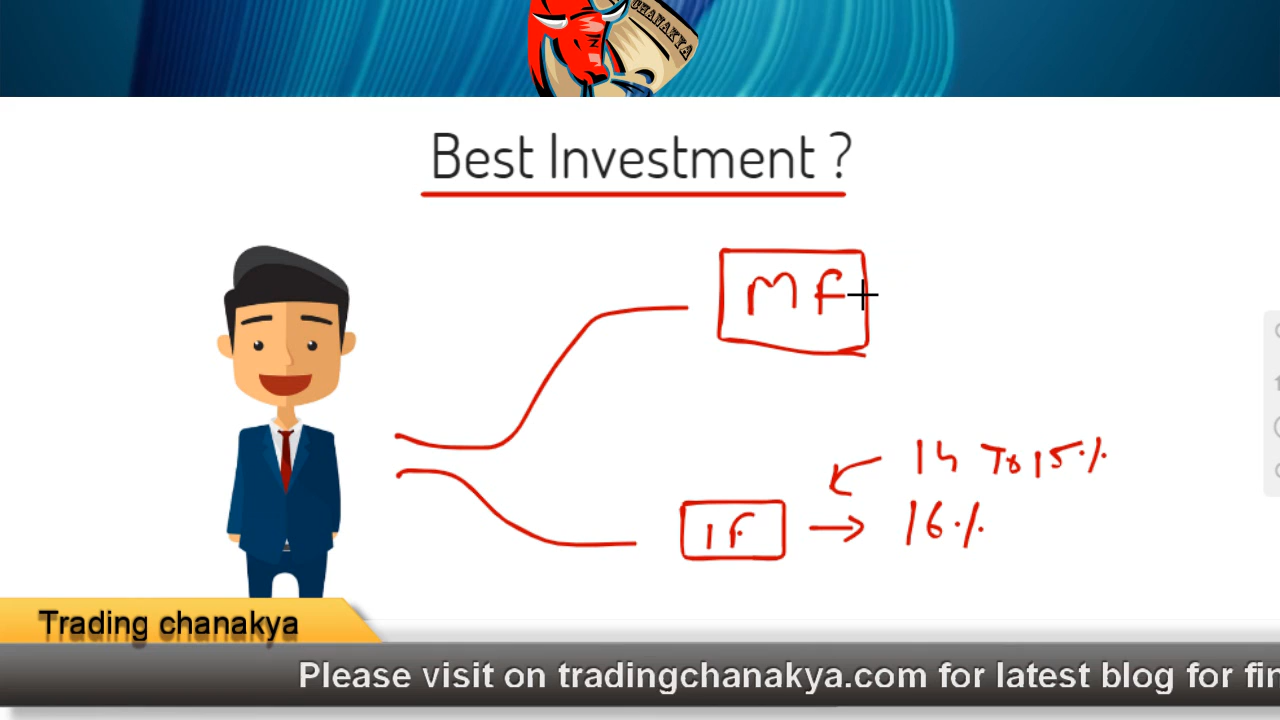 CHANAKYA
Best Investment ?
MF
14 To 15%
IF → 16%
Trading chanakya
Please visit on tradingchanakya.com for latest blog for fin